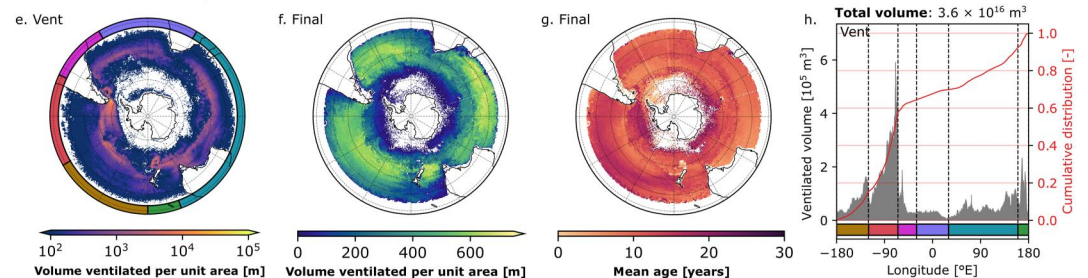 e. Vent
f. Final
g. Final
h.
Total volume: 3.6 × 10¹⁶ m³
Vent
10²
10³
10⁴
10⁵
Volume ventilated per unit area [m]
0
200
400
600
Volume ventilated per unit area [m]
0
10
20
30
Mean age [years]
Ventilated volume [10⁵ m³]
6
4
2
0
1.0
0.8
0.6
0.4
0.2
0.0
Cumulative distribution [-]
−180
−90
0
90
180
Longitude [°E]